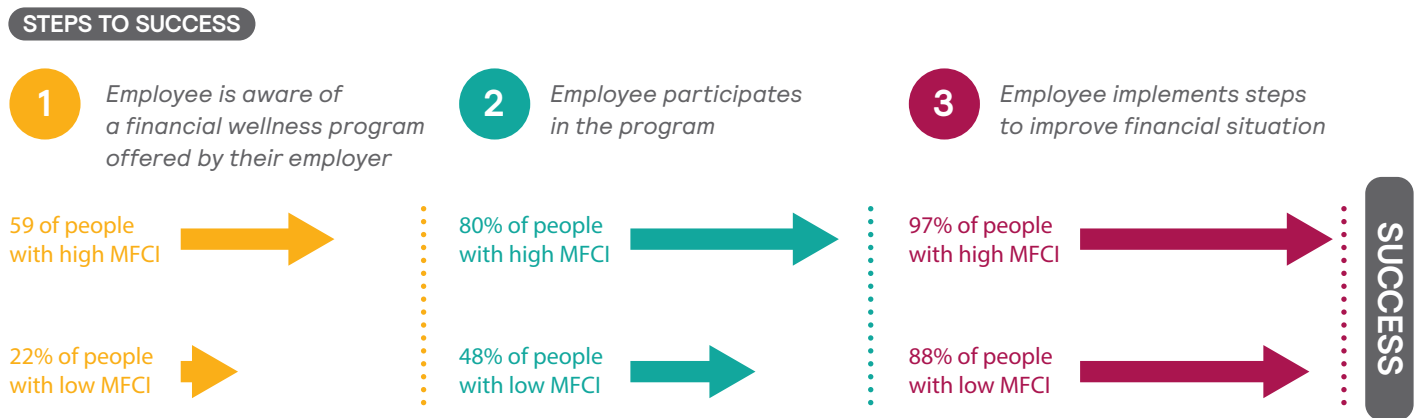 STEPS TO SUCCESS
1
Employee is aware of
a financial wellness program
offered by their employer
2
Employee participates
in the program
3
Employee implements steps
to improve financial situation
59 of people
with high MFCI
80% of people
with high MFCI
97% of people
with high MFCI
22% of people
with low MFCI
48% of people
with low MFCI
88% of people
with low MFCI
SUCCESS